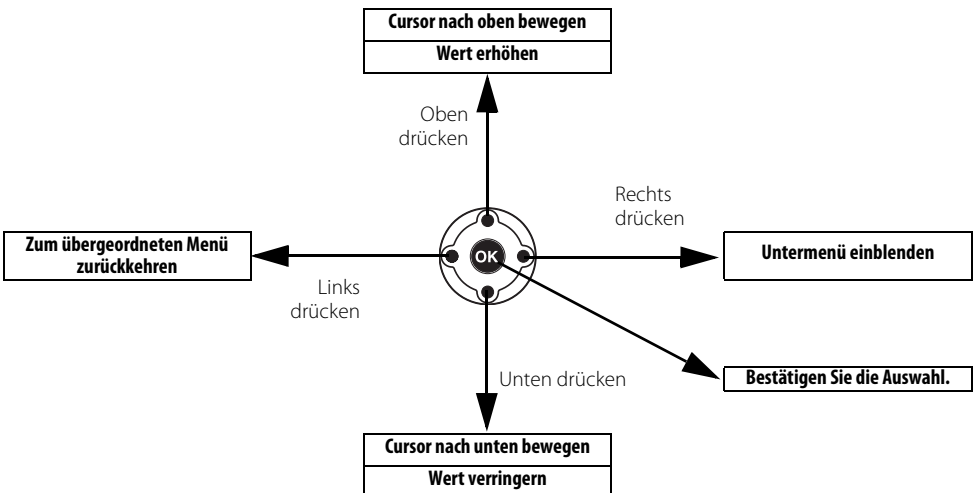 Cursor nach oben bewegen
Wert erhöhen
Oben
drücken
Rechts
drücken
Zum übergeordneten Menü
zurückkehren
OK
Untermenü einblenden
Links
drücken
Unten drücken
Bestätigen Sie die Auswahl.
Cursor nach unten bewegen
Wert verringern